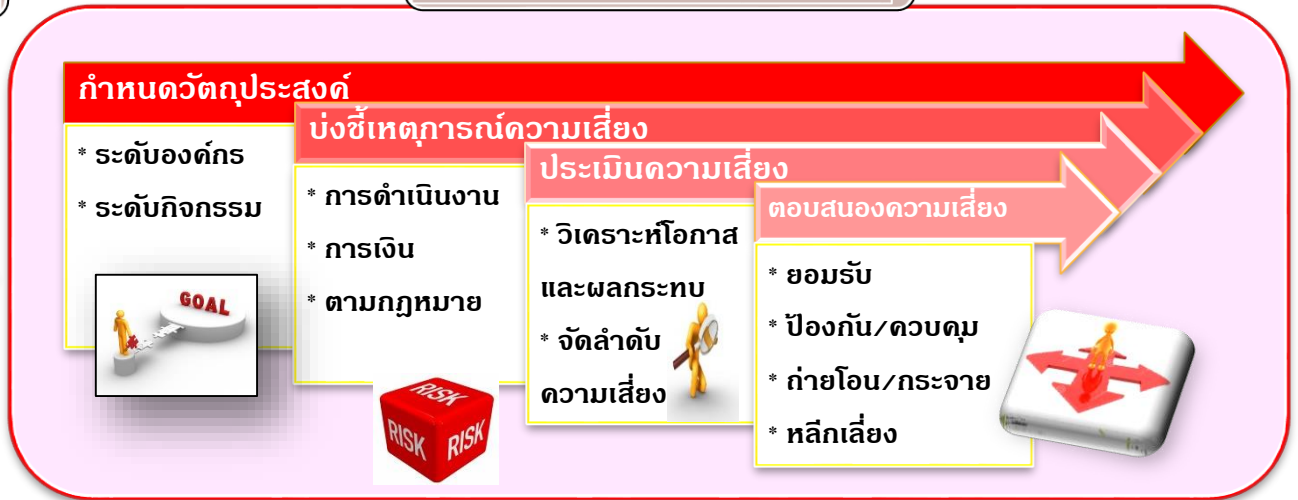 กำหนดวัตถุประสงค์
* ระดับองค์กร
* ระดับกิจกรรม
GOAL
บ่งชี้เหตุการณ์ความเสี่ยง
* การดำเนินงาน
* การเงิน
* ตามกฎหมาย
RISK
RISK
RISK
ประเมินความเสี่ยง
* วิเคราะห์โอกาส
และผลกระทบ
* จัดลำดับ
ความเสี่ยง
ตอบสนองความเสี่ยง
* ยอมรับ
* ป้องกัน/ควบคุม
* ถ่ายโอน/กระจาย
* หลีกเลี่ยง